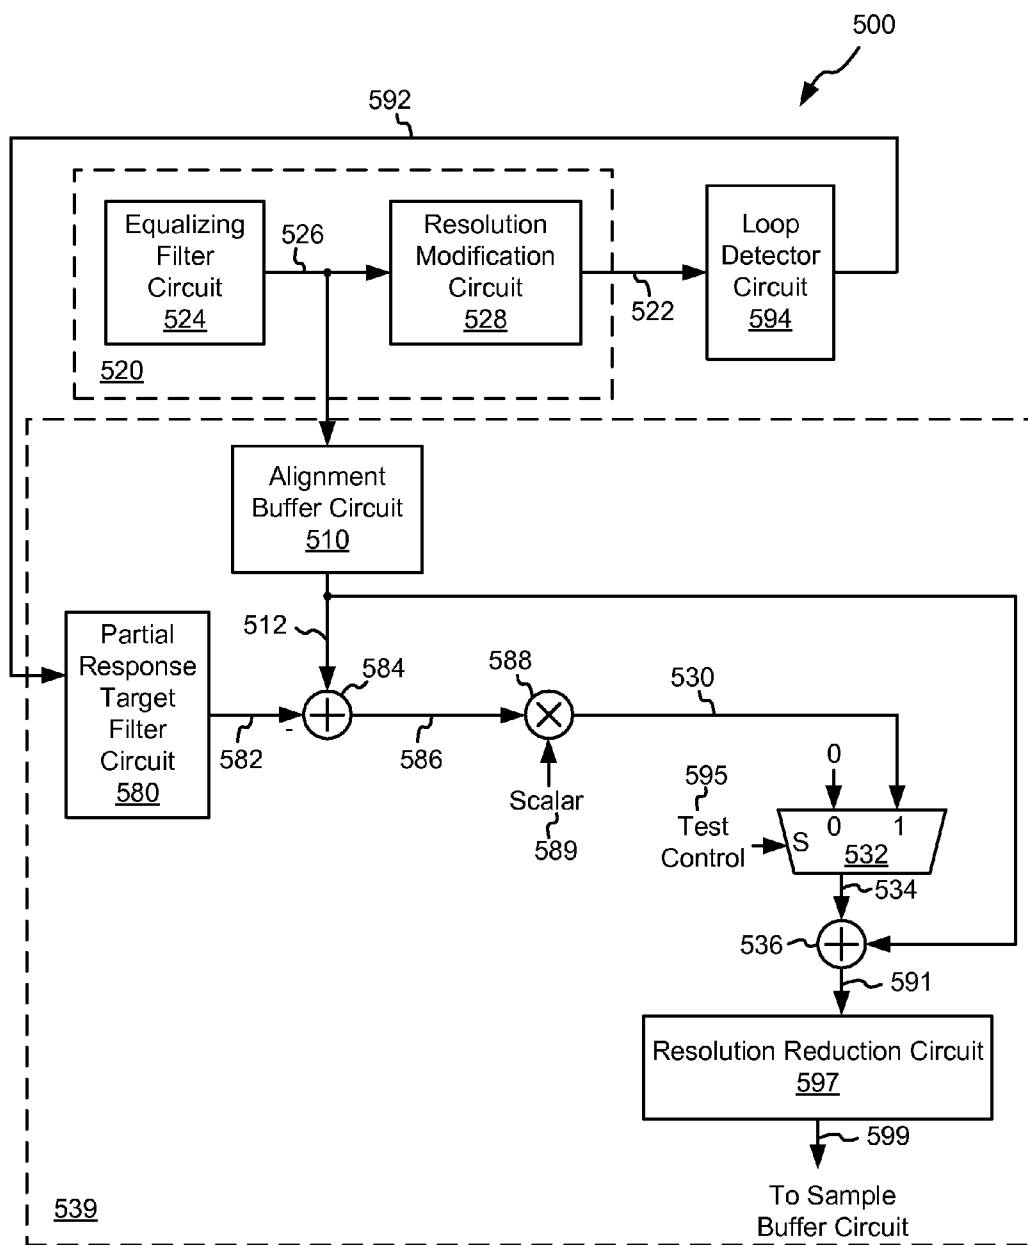 500
592
Equalizing
Filter
Circuit
524
526
Resolution
Modification
Circuit
528
522
Loop
Detector
Circuit
594
520
Alignment
Buffer Circuit
510
512
Partial
Response
Target
Filter
Circuit
580
582
-
584
586
588
Scalar
589
530
595
Test
Control
0
0
1
S
532
534
536
591
Resolution Reduction Circuit
597
599
To Sample
Buffer Circuit
539